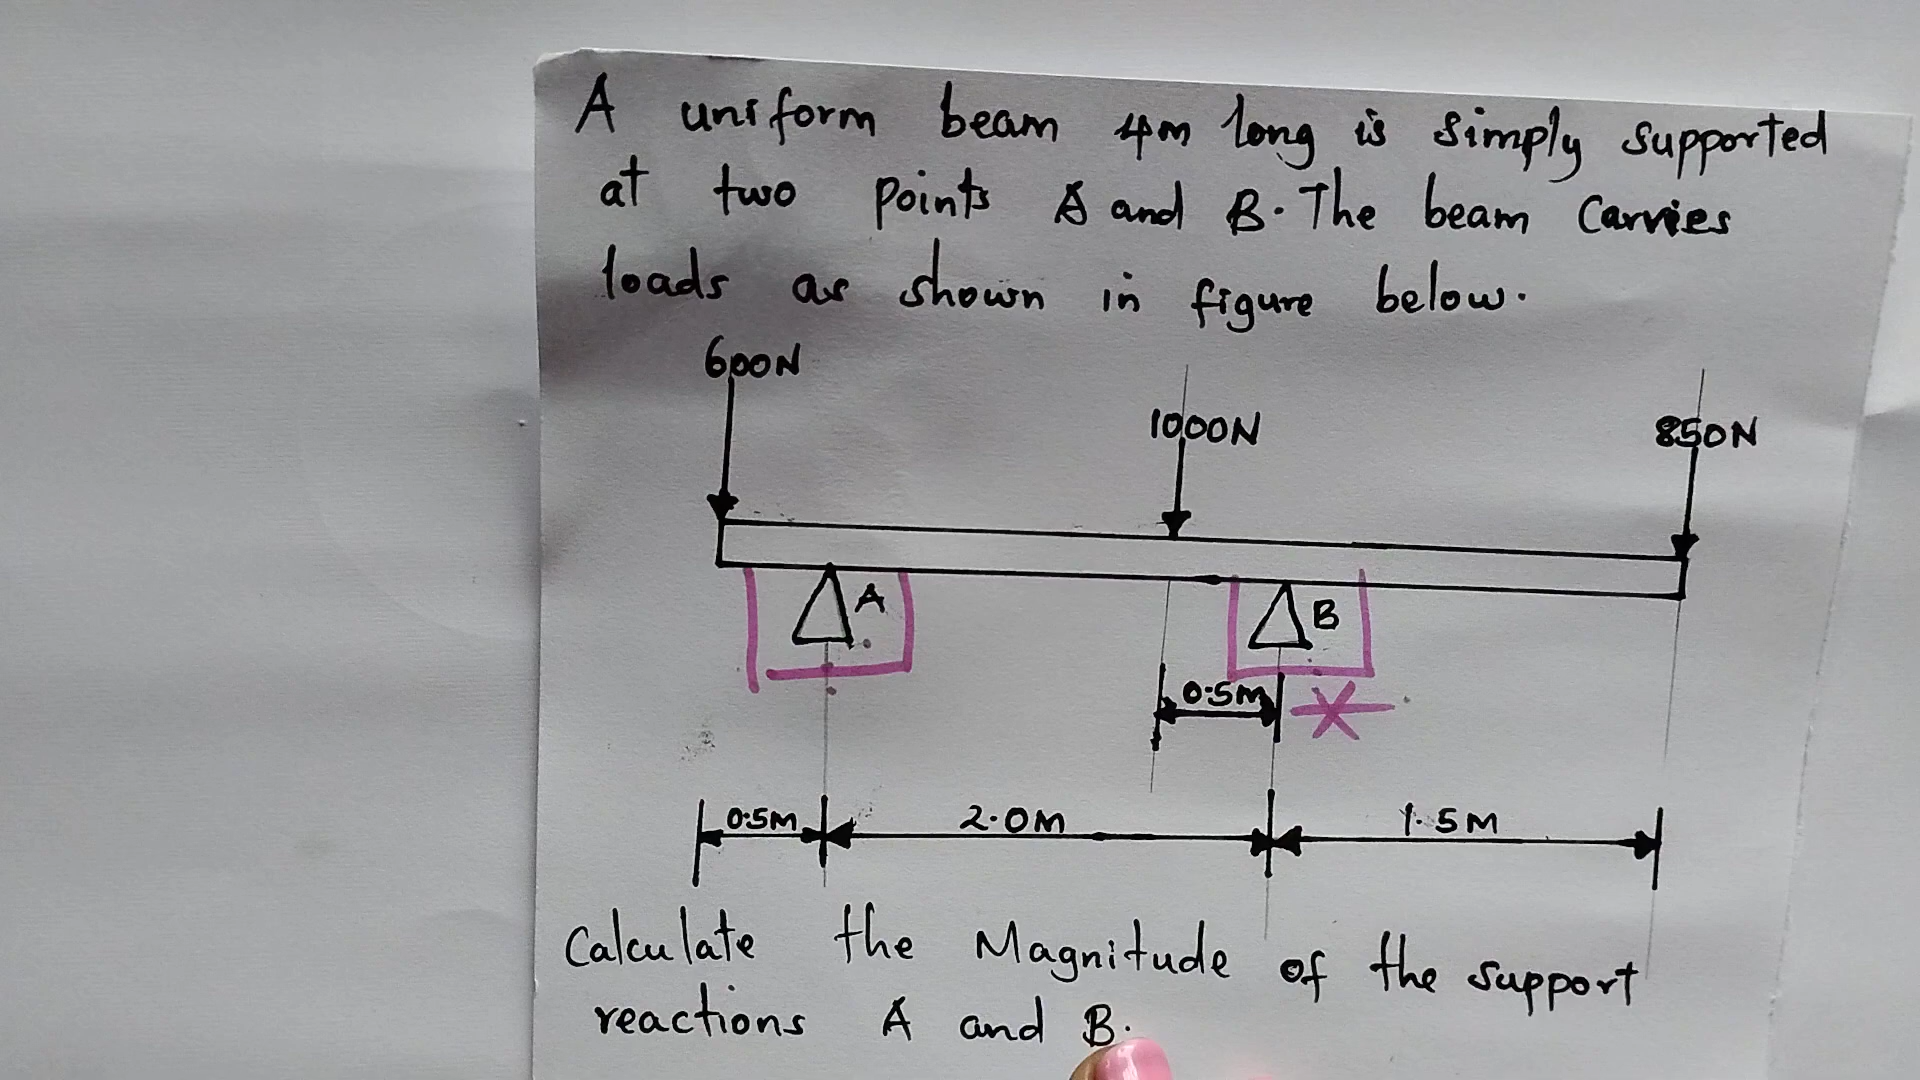 A uniform beam 4m long is simply supported
at two points A and B. The beam carries
loads as shown in figure below.
600N
1000N
850N
A
B
0.5M
0.5M
2.0M
1.5M
Calculate the Magnitude of the support
reactions A and B.